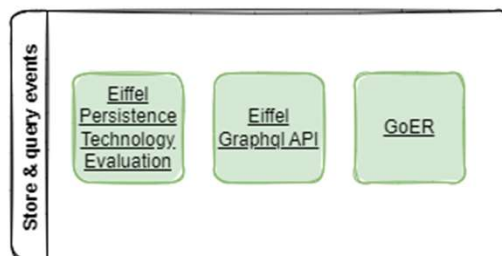 Store & query events
Eiffel
Persistence
Technology
Evaluation
Eiffel
Graphql API
GoER